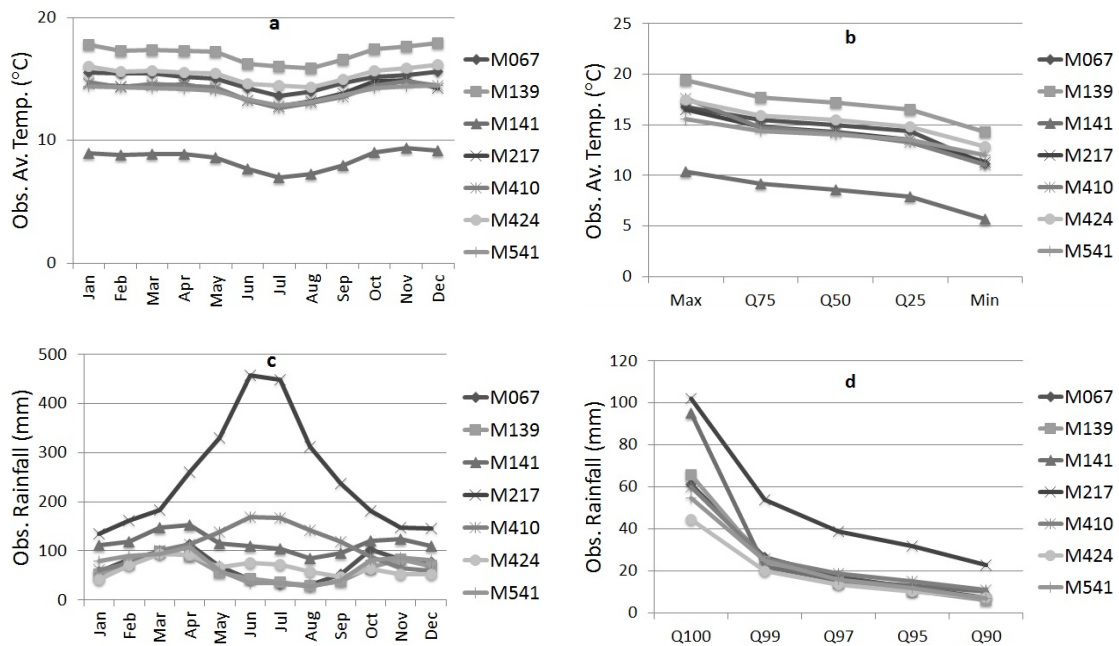 a
Obs. Av. Temp. (°C)
20
10
0
Jan Feb Mar Apr May Jun Jul Aug Sep Oct Nov Dec
M067
M139
M141
M217
M410
M424
M541
b
Obs. Av. Temp. (°C)
25
20
15
10
5
0
Max Q75 Q50 Q25 Min
M067
M139
M141
M217
M410
M424
M541
c
Obs. Rainfall (mm)
500
400
300
200
100
0
Jan Feb Mar Apr May Jun Jul Aug Sep Oct Nov Dec
M067
M139
M141
M217
M410
M424
M541
d
Obs. Rainfall (mm)
120
100
80
60
40
20
0
Q100 Q99 Q97 Q95 Q90
M067
M139
M141
M217
M410
M424
M541